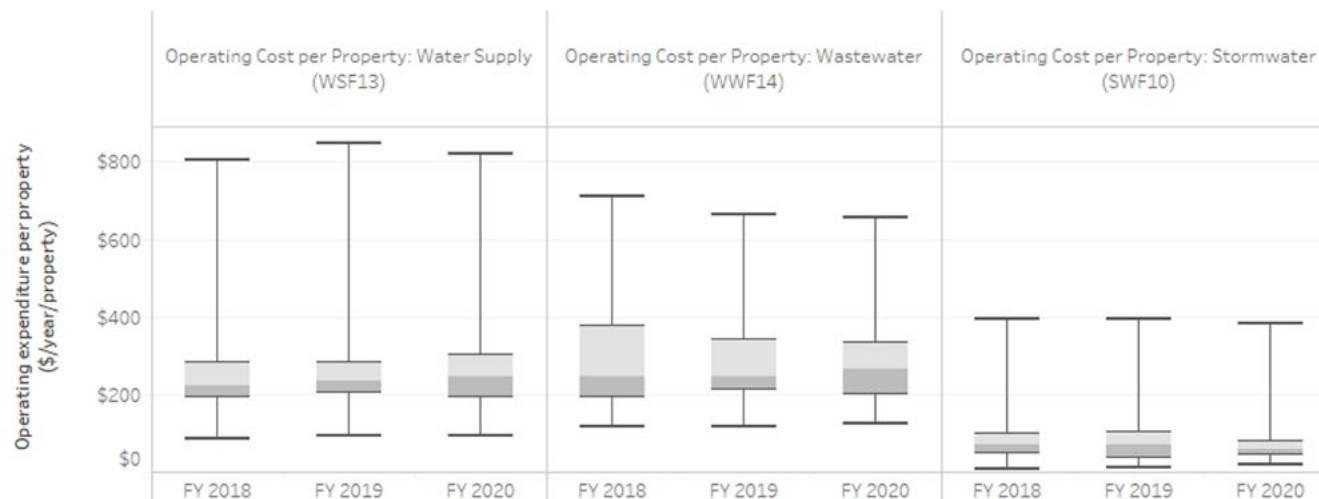 Operating Cost per Property: Water Supply
(WSF13)
Operating Cost per Property: Wastewater
(WWF14)
Operating Cost per Property: Stormwater
(SWF10)
Operating expenditure per property
($/year/property)
$800
$600
$400
$200
$0
FY 2018
FY 2019
FY 2020
FY 2018
FY 2019
FY 2020
FY 2018
FY 2019
FY 2020